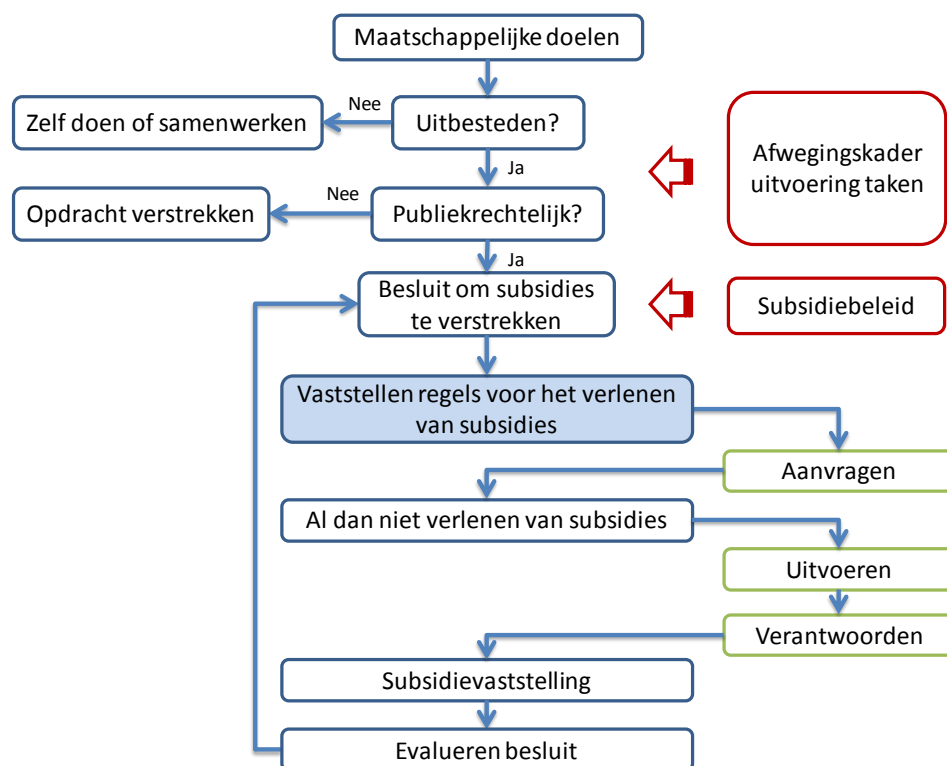 Maatschappelijke doelen
Nee
Zelf doen of samenwerken
Uitbesteden?
Afwegingskader
uitvoering taken
Ja
Nee
Opdracht verstrekken
Publiekrechtelijk?
Ja
Besluit om subsidies
te verstrekken
Subsidiebeleid
Vaststellen regels voor het verlenen
van subsidies
Aanvragen
Al dan niet verlenen van subsidies
Uitvoeren
Verantwoorden
Subsidievaststelling
Evalueren besluit